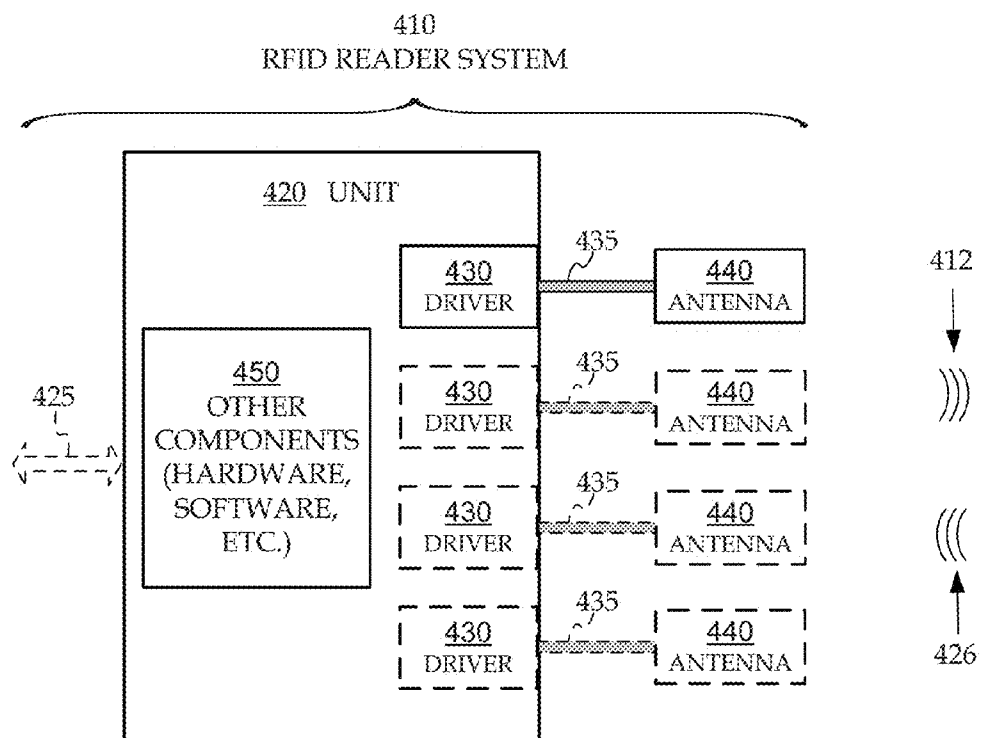 410
RFID READER SYSTEM
420 UNIT
430
DRIVER
435
440
ANTENNA
412
430
DRIVER
435
440
ANTENNA
425
450
OTHER
COMPONENTS
(HARDWARE,
SOFTWARE,
ETC.)
430
DRIVER
435
440
ANTENNA
430
DRIVER
435
440
ANTENNA
426